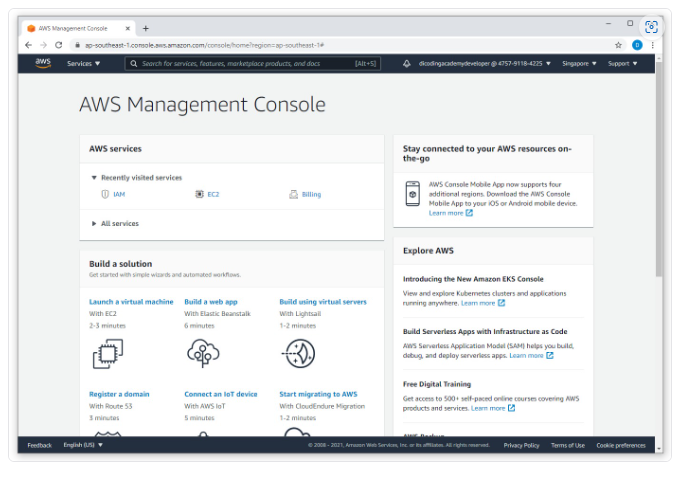 AWS Management Console
ap-southeast-1.console.aws.amazon.com/console/home?region=ap-southeast-1#
aws
Services
Search for services, features, marketplace products, and docs
[Alt+S]
dicodingacademydeveloper @ 4757-9118-4225
Singapore
Support
AWS Management Console
AWS services
Recently visited services
IAM
EC2
Billing
All services
Build a solution
Get started with simple wizards and automated workflows.
Launch a virtual machine
With EC2
2-3 minutes
Build a web app
With Elastic Beanstalk
6 minutes
Build using virtual servers
With Lightsail
1-2 minutes
Register a domain
With Route 53
3 minutes
Connect an IoT device
With AWS IoT
5 minutes
Start migrating to AWS
With CloudEndure Migration
1-2 minutes
Stay connected to your AWS resources on-
the-go
AWS Console Mobile App now supports four
additional regions. Download the AWS Console
Mobile App to your iOS or Android mobile device.
Learn more
Explore AWS
Introducing the New Amazon EKS Console
View and explore Kubernetes clusters and applications
running anywhere. Learn more
Build Serverless Apps with Infrastructure as Code
AWS Serverless Application Model (SAM) helps you build,
debug, and deploy serverless apps. Learn more
Free Digital Training
Get access to 500+ self-paced online courses covering AWS
products and services. Learn more
Feedback
English (US)
© 2008 - 2021, Amazon Web Services, Inc. or its affiliates. All rights reserved.
Privacy Policy
Terms of Use
Cookie preferences